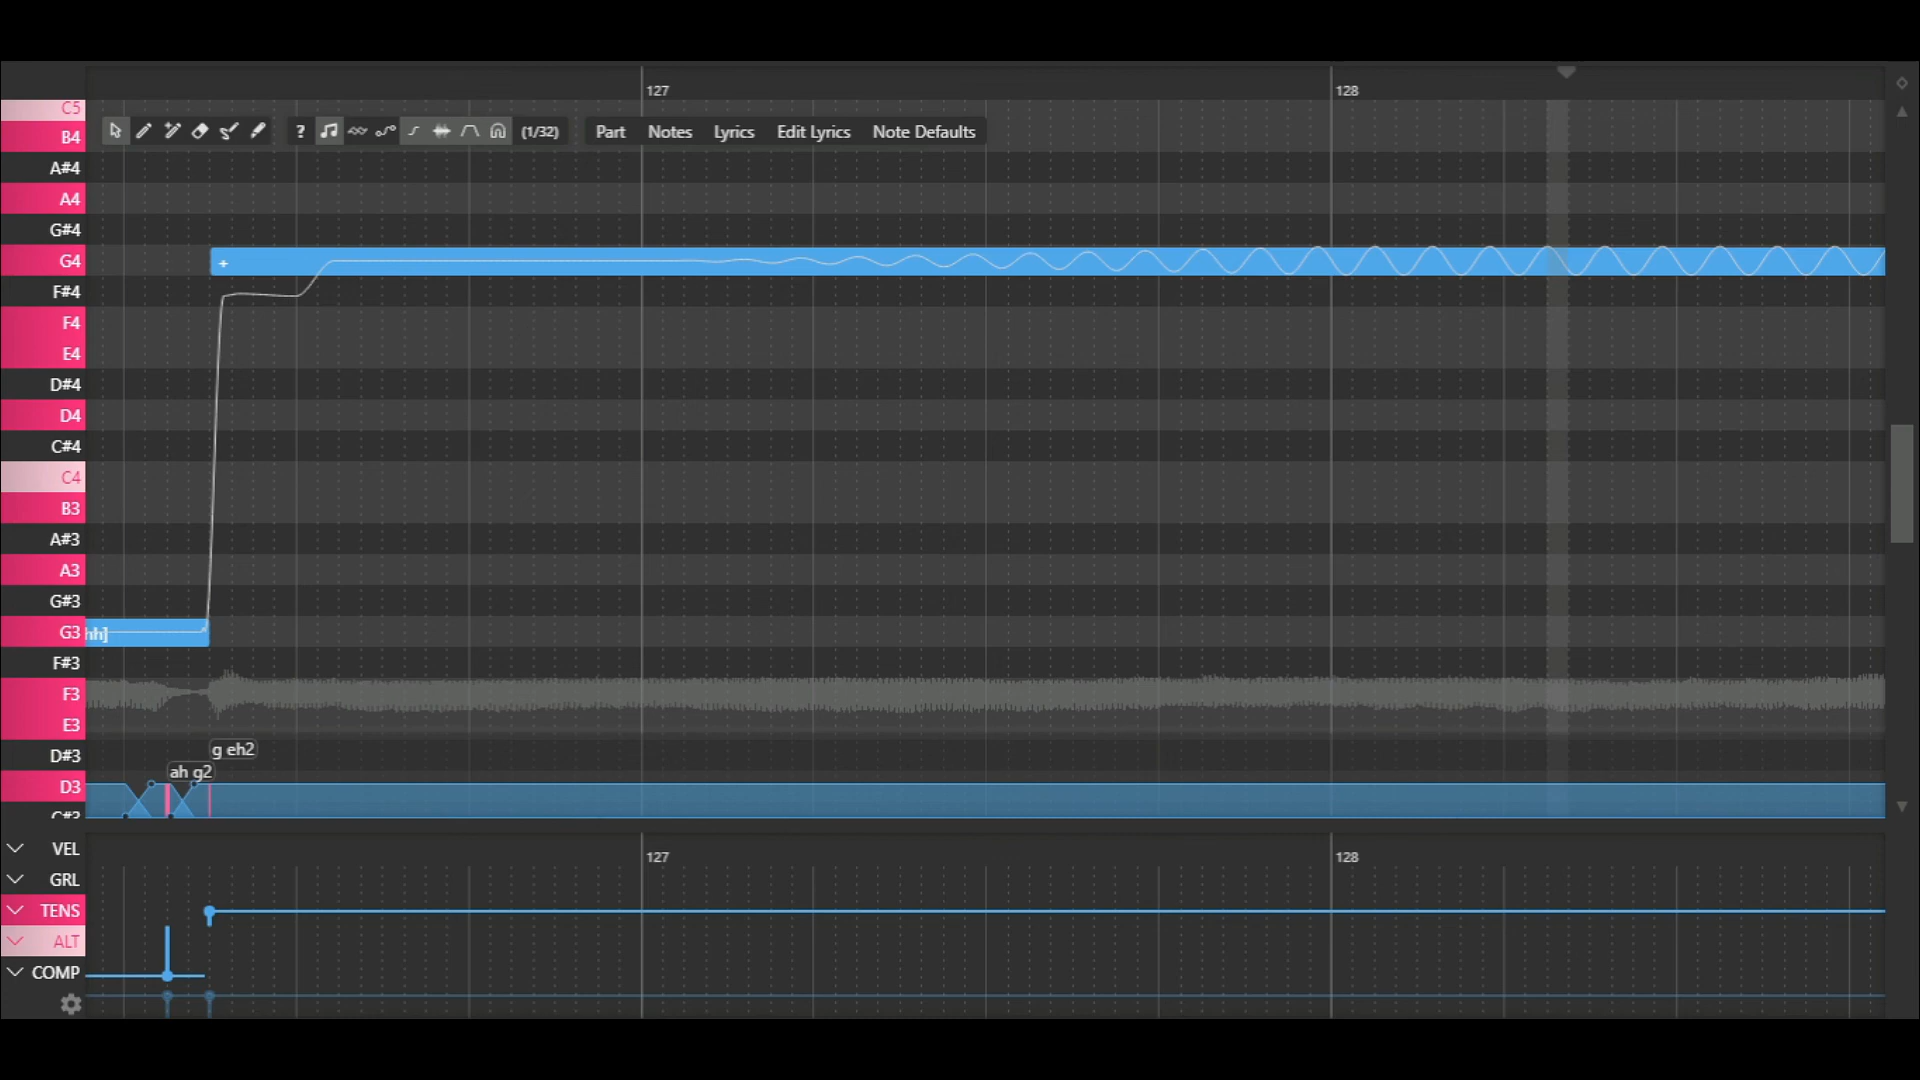 127 128
C5
? (1/32) Part Notes Lyrics Edit Lyrics Note Defaults
B4
A#4
A4
G#4
G4 +
F#4
F4
E4
D#4
D4
C#4
C4
B3
A#3
A3
G#3
G3 hh]
F#3
F3
E3
D#3 g eh2
ah g2
D3
C#3
VEL
127 128
GRL
TENS
ALT
COMP